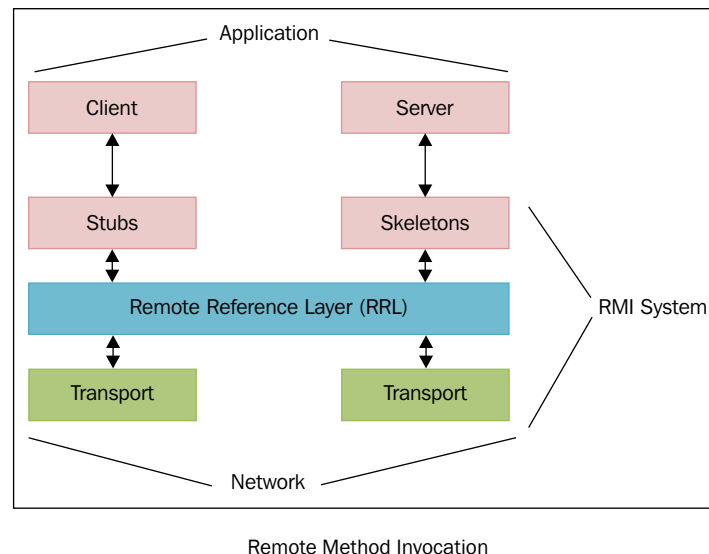 Application
Client
Server
Stubs
Skeletons
Remote Reference Layer (RRL)
RMI System
Transport
Transport
Network
Remote Method Invocation